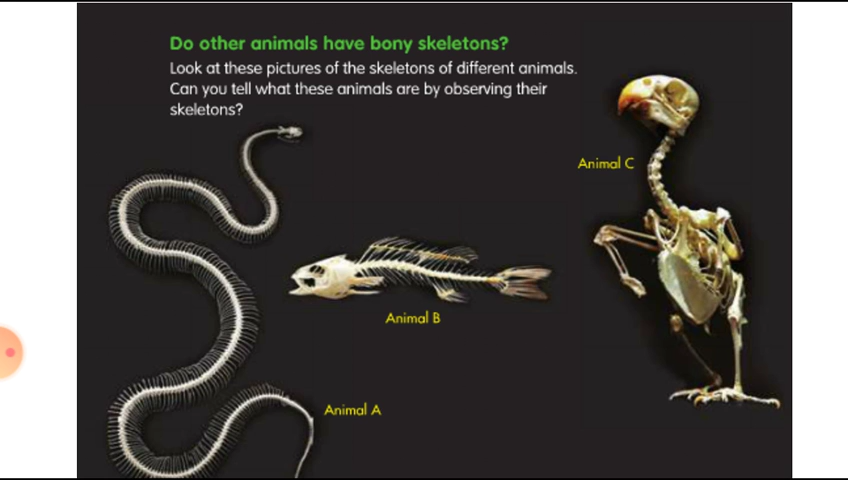 Do other animals have bony skeletons?
Look at these pictures of the skeletons of different animals.
Can you tell what these animals are by observing their
skeletons?
Animal C
Animal B
Animal A